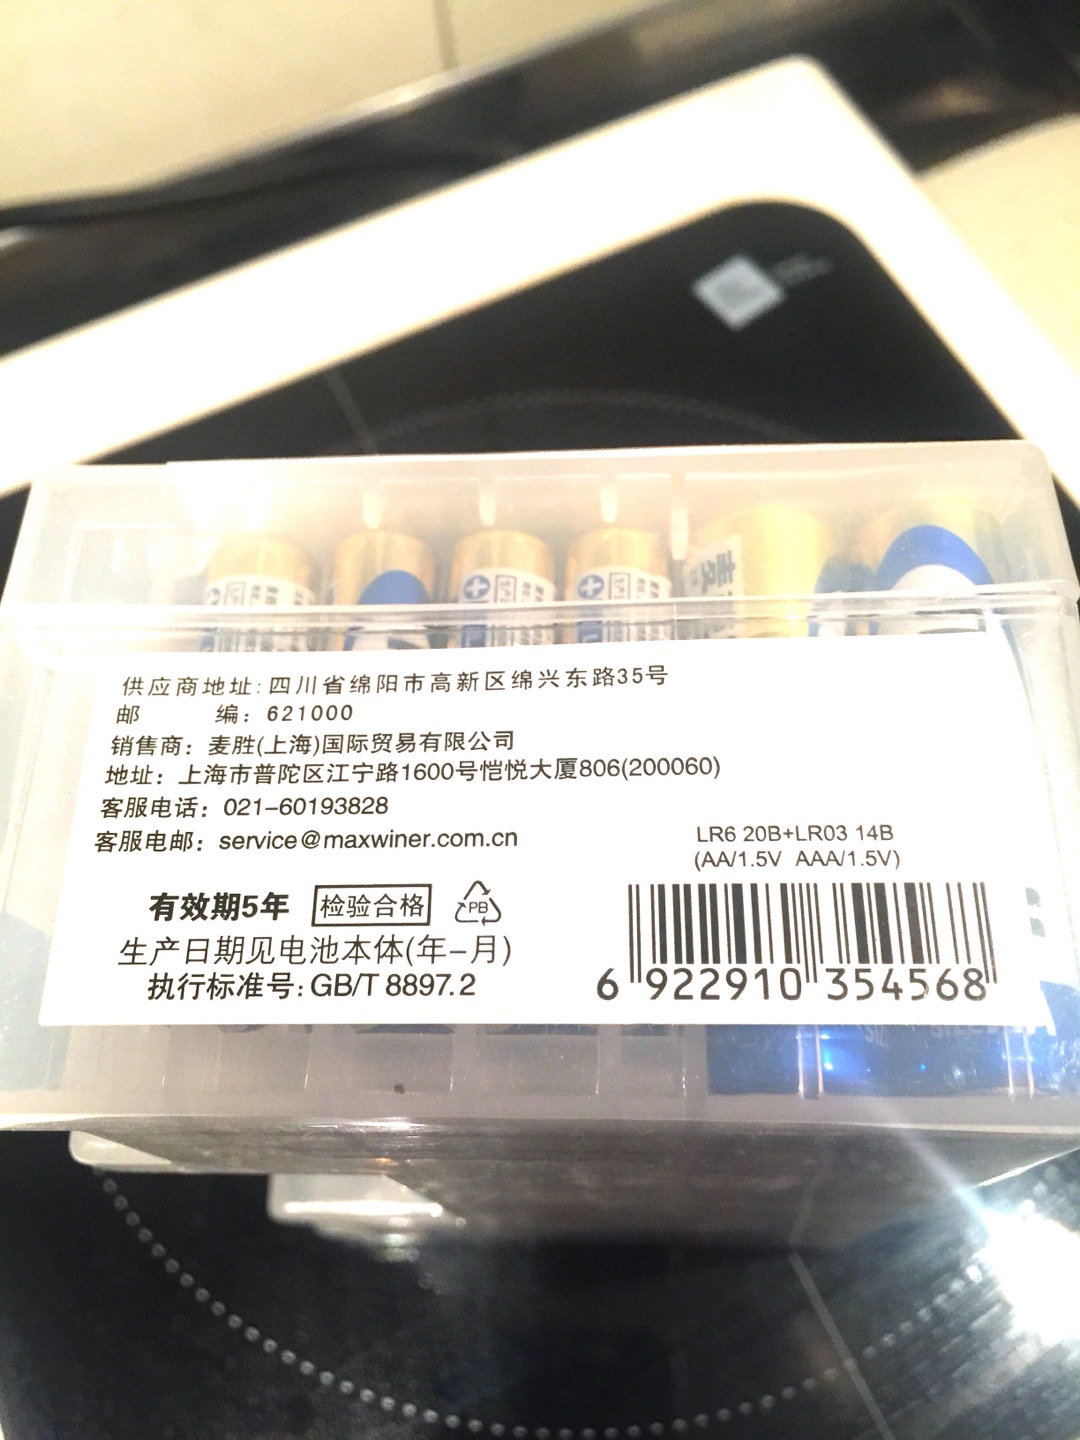 供应商地址:四川省绵阳市高新区绵兴东路35号
邮 编：621000
销售商：麦胜(上海)国际贸易有限公司
地址：上海市普陀区江宁路1600号恺悦大厦806(200060)
客服电话：021-60193828
客服电邮：service@maxwiner.com.cn
LR6 20B+LR03 14B
(AA/1.5V AAA/1.5V)
有效期5年 检验合格 PB
生产日期见电池本体(年-月)
执行标准号:GB/T 8897.2
6 922910 354568